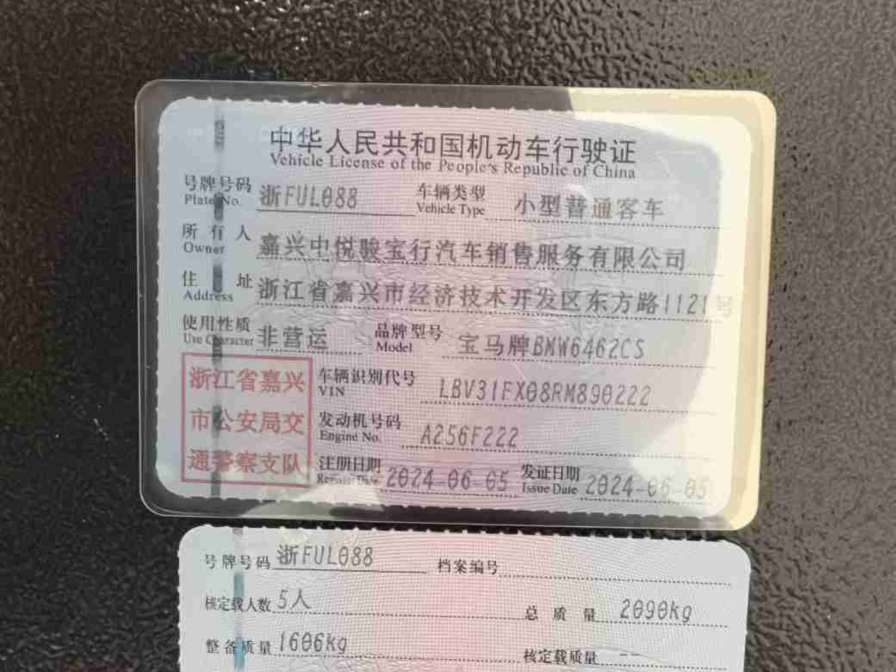 中华人民共和国机动车行驶证
Vehicle License of the People's Republic of China
号牌号码 浙FUL088 车辆类型 小型普通客车
Plate No. Vehicle Type
所有人 嘉兴中悦骏宝行汽车销售服务有限公司
Owner
住址 浙江省嘉兴市经济技术开发区东方路1121号
Address
使用性质 非营运 品牌型号 宝马牌BMW6462CS
Use Character Model
浙江省嘉兴 车辆识别代号 LBV31FX08RM890222
VIN
市公安局交 发动机号码 A256F222
Engine No.
通警察支队 注册日期 2024-06-05 发证日期 2024-06-05
Register Date Issue Date
号牌号码 浙FUL088 档案编号
核定载人数 5人 总质量 2090kg
整备质量 1606kg 核定载质量 --